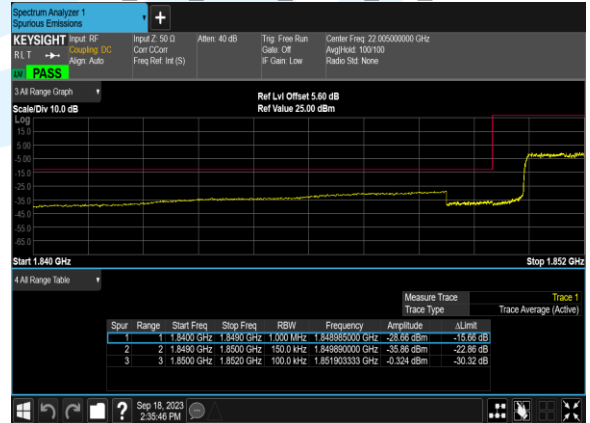 Spectrum Analyzer 1
Spurious Emissions
+
KEYSIGHT Input: RF Input Z: 50 Ω Atten: 40 dB Trig: Free Run Center Freq: 22.005000000 GHz
RLT Coupling: DC Corr CCorr Gate: Off Avg|Hold: 100/100
Align: Auto Freq Ref: Int (S) IF Gain: Low Radio Std: None
LW PASS
3 All Range Graph Ref Lvl Offset 5.60 dB
Scale/Div 10.0 dB Ref Value 25.00 dBm
Log
15.0
5.00
-5.00
-15.0
-25.0
-35.0
-45.0
-55.0
-65.0
Start 1.840 GHz Stop 1.852 GHz
4 All Range Table
Measure Trace Trace 1
Trace Type Trace Average (Active)
Spur Range Start Freq Stop Freq RBW Frequency Amplitude ΔLimit
1 1 1.8400 GHz 1.8490 GHz 1.000 MHz 1.848985000 GHz -28.66 dBm -15.66 dB
2 2 1.8490 GHz 1.8500 GHz 150.0 kHz 1.849890000 GHz -35.86 dBm -22.86 dB
3 3 1.8500 GHz 1.8520 GHz 100.0 kHz 1.851903333 GHz -0.324 dBm -30.32 dB
? Sep 18, 2023
2:35:46 PM